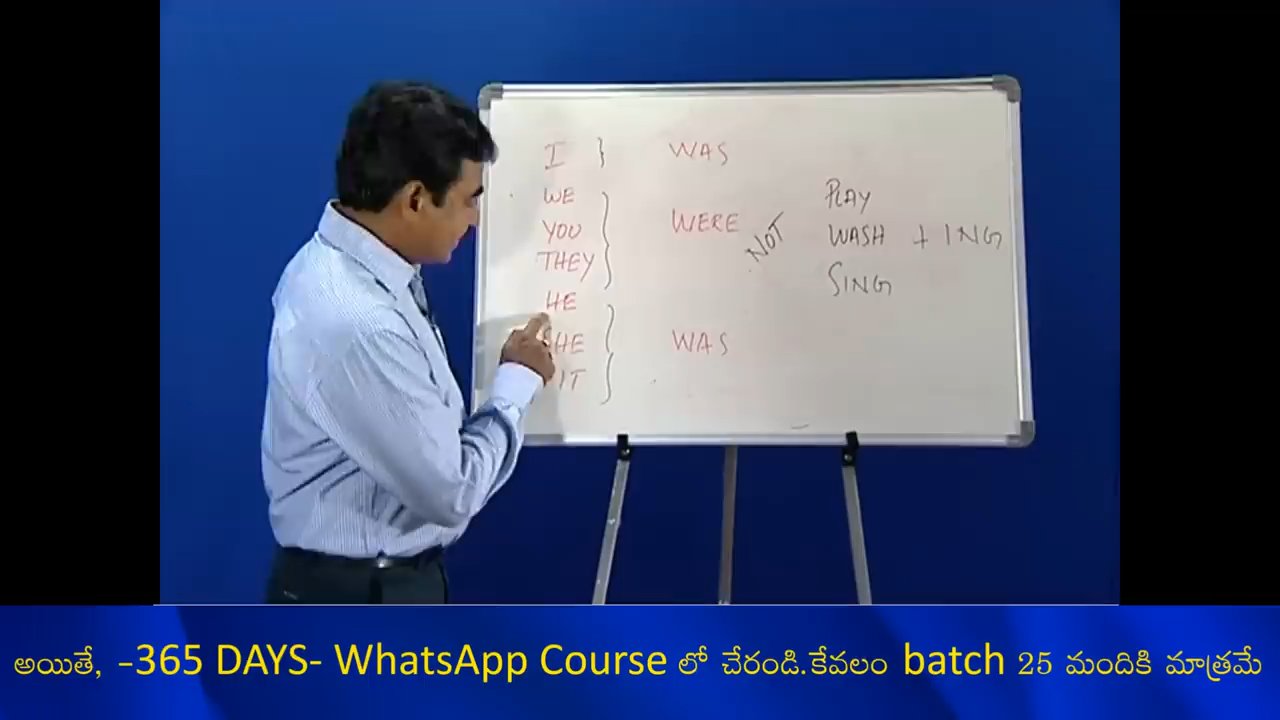 I } WAS
WE
YOU } WERE
THEY
NOT
HE
SHE } WAS
IT
PLAY
WASH + ING
SING
అయితే, -365 DAYS- WhatsApp Course లో చేరండి.కేవలం batch 25 మందికి మాత్రమే